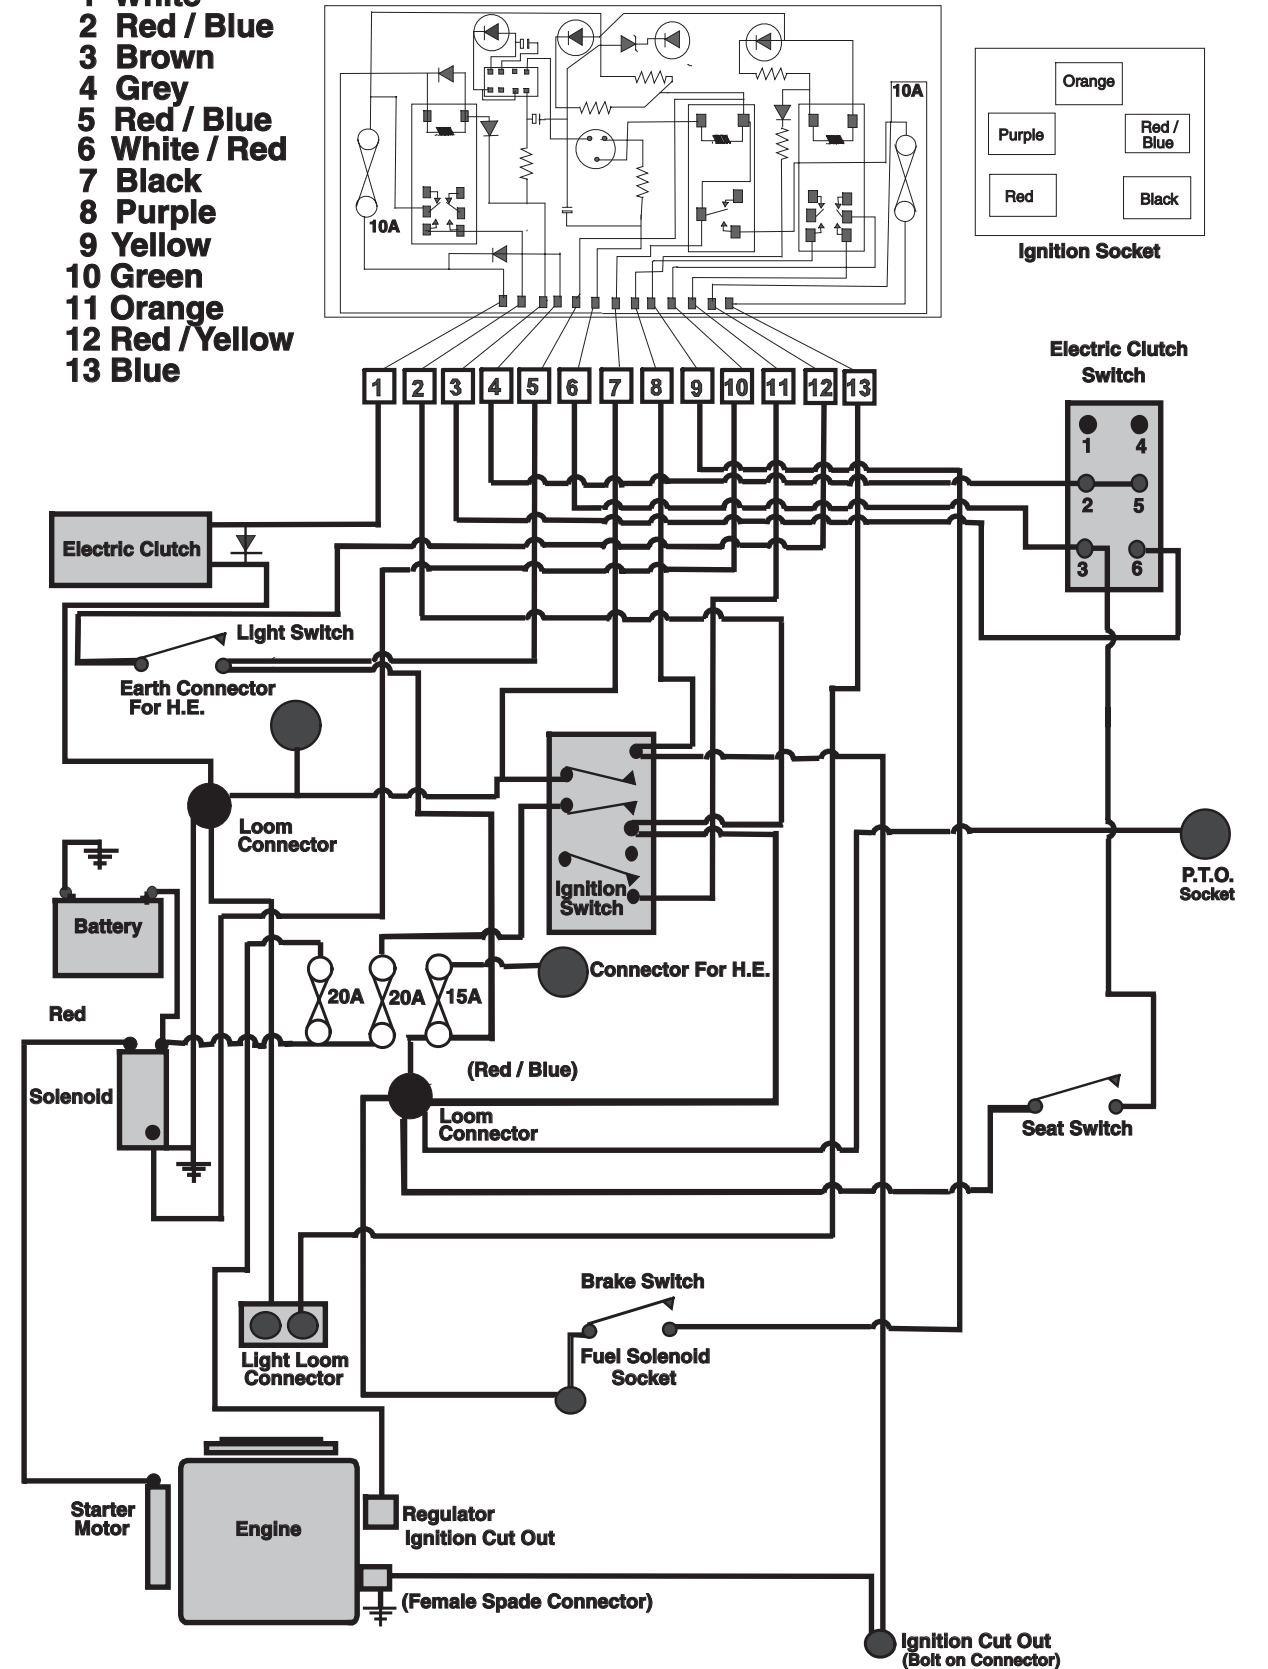 1 White
2 Red / Blue
3 Brown
4 Grey
5 Red / Blue
6 White / Red
7 Black
8 Purple
9 Yellow
10 Green
11 Orange
12 Red / Yellow
13 Blue
10A
10A
Orange
Purple
Red /
Blue
Red
Black
Ignition Socket
1 2 3 4 5 6 7 8 9 10 11 12 13
Electric Clutch
Switch
1 4
2 5
3 6
Electric Clutch
Light Switch
Earth Connector
For H.E.
Loom
Connector
Battery
Ignition
Switch
P.T.O.
Socket
Connector For H.E.
20A 20A 15A
Red
(Red / Blue)
Solenoid
Loom
Connector
Seat Switch
Brake Switch
Fuel Solenoid
Socket
Light Loom
Connector
Starter
Motor
Engine
Regulator
Ignition Cut Out
(Female Spade Connector)
Ignition Cut Out
(Bolt on Connector)